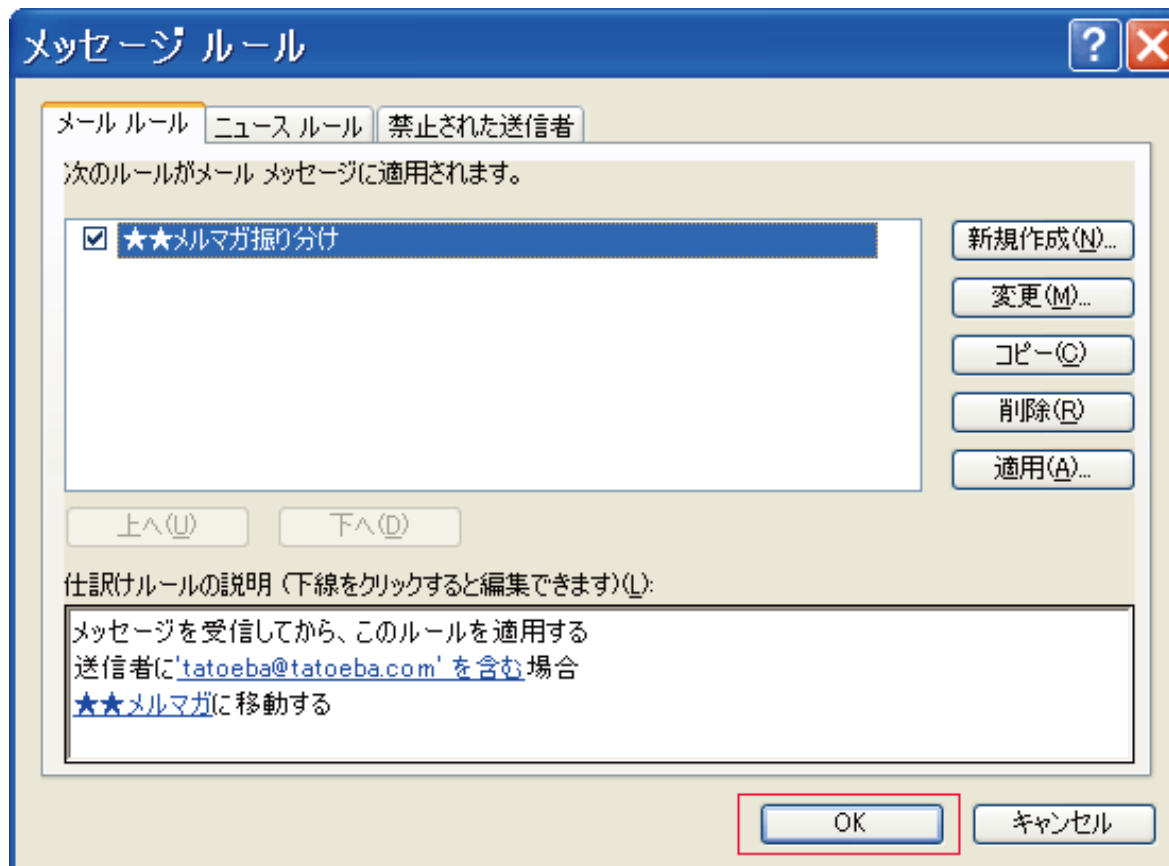 メッセージ ルール
メール ルール ニュース ルール 禁止された送信者
次のルールがメール メッセージに適用されます。
★★メルマガ振り分け
新規作成(N)...
変更(M)...
コピー(C)
削除(R)
適用(A)...
上へ(U) 下へ(D)
仕訳けルールの説明 (下線をクリックすると編集できます)(L):
メッセージを受信してから、このルールを適用する
送信者に'tatoeba@tatoeba.com' を含む場合
★★メルマガに移動する
OK キャンセル